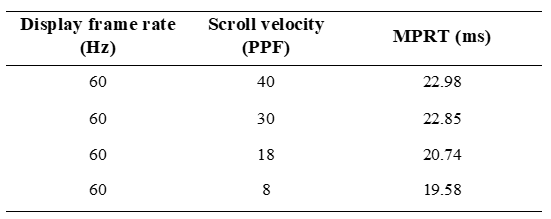 Display frame rate (Hz) Scroll velocity (PPF) MPRT (ms)
60 40 22.98
60 30 22.85
60 18 20.74
60 8 19.58